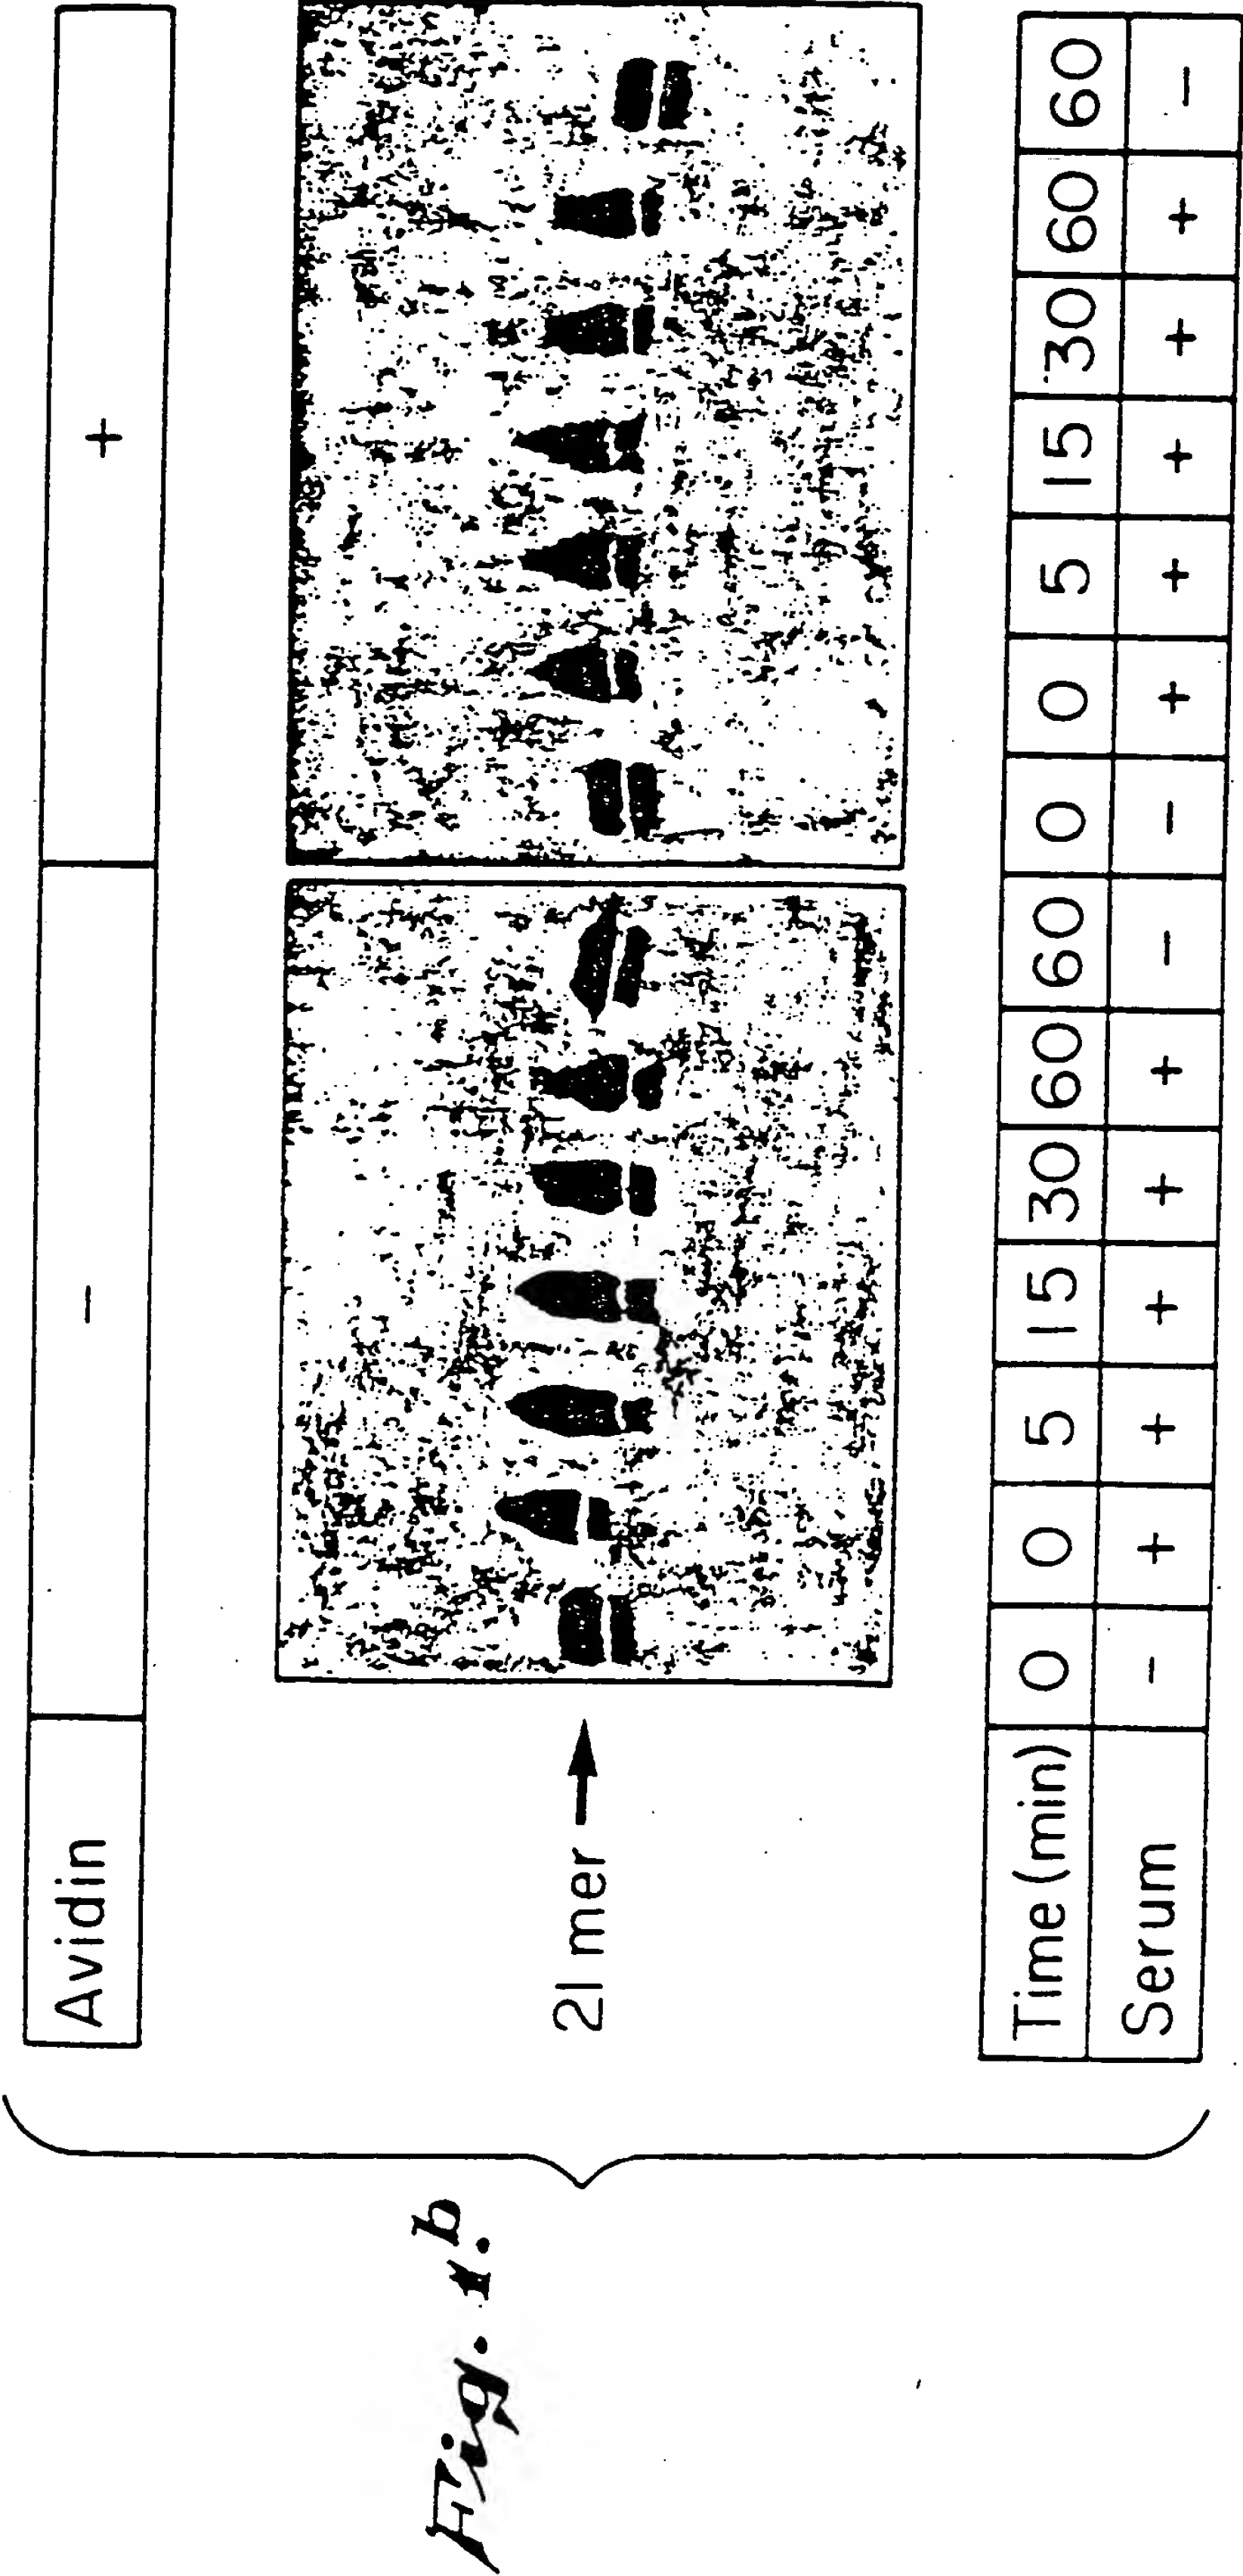 Avidin - +
21 mer
Time (min) 0 0 5 15 30 60 60 0 0 5 15 30 60 60
Serum - + + + + + - - + + + + + -
Fig. 1.b